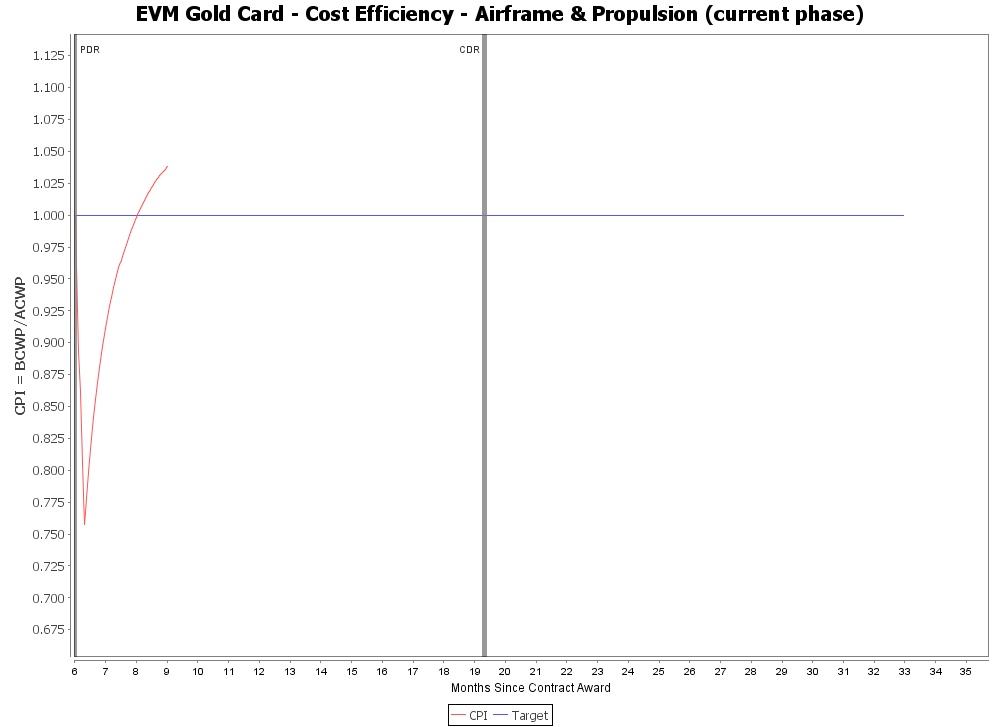 EVM Gold Card - Cost Efficiency - Airframe & Propulsion (current phase)
PDR
CDR
1.125
1.100
1.075
1.050
1.025
1.000
0.975
0.950
0.925
0.900
0.875
0.850
0.825
0.800
0.775
0.750
0.725
0.700
0.675
CPI = BCWP/ACWP
6 7 8 9 10 11 12 13 14 15 16 17 18 19 20 21 22 23 24 25 26 27 28 29 30 31 32 33 34 35
Months Since Contract Award
CPI Target